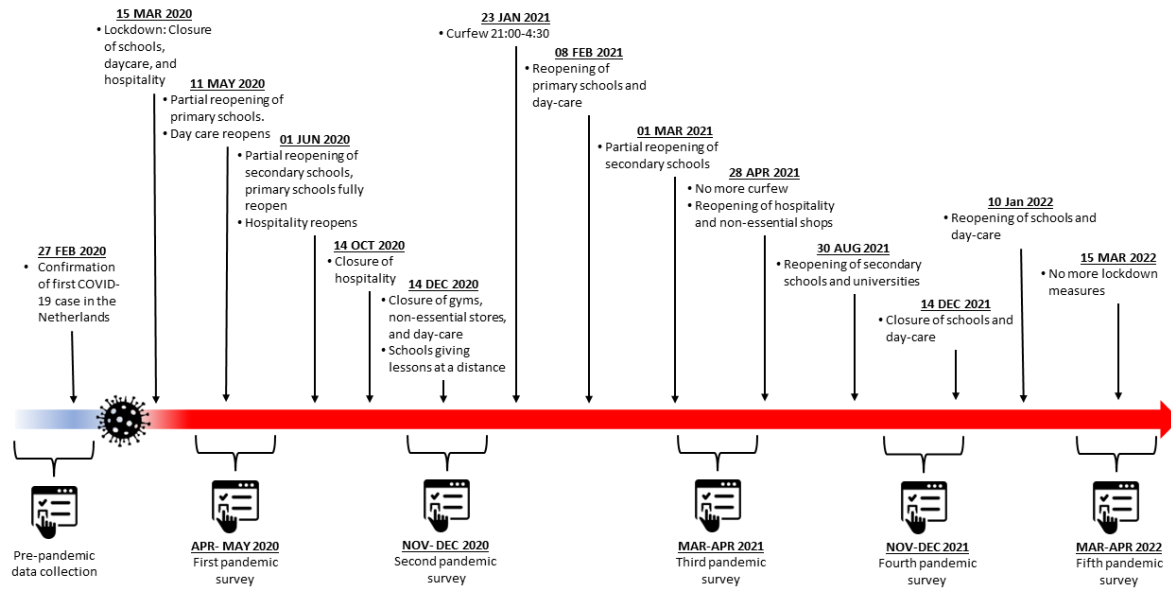 15 MAR 2020
• Lockdown: Closure
of schools,
daycare, and
hospitality
11 MAY 2020
• Partial reopening of
primary schools.
• Day care reopens
01 JUN 2020
• Partial reopening of
secondary schools,
primary schools fully
reopen
• Hospitality reopens
27 FEB 2020
• Confirmation
of first COVID-
19 case in the
Netherlands
14 OCT 2020
• Closure of
hospitality
14 DEC 2020
• Closure of gyms,
non-essential stores,
and day-care
• Schools giving
lessons at a distance
23 JAN 2021
• Curfew 21:00-4:30
08 FEB 2021
• Reopening of
primary schools and
day-care
01 MAR 2021
• Partial reopening of
secondary schools
28 APR 2021
• No more curfew
• Reopening of hospitality
and non-essential shops
30 AUG 2021
• Reopening of secondary
schools and universities
14 DEC 2021
• Closure of schools and
day-care
10 Jan 2022
• Reopening of schools and
day-care
15 MAR 2022
• No more lockdown
measures
Pre-pandemic
data collection
APR- MAY 2020
First pandemic
survey
NOV- DEC 2020
Second pandemic
survey
MAR-APR 2021
Third pandemic
survey
NOV-DEC 2021
Fourth pandemic
survey
MAR-APR 2022
Fifth pandemic
survey